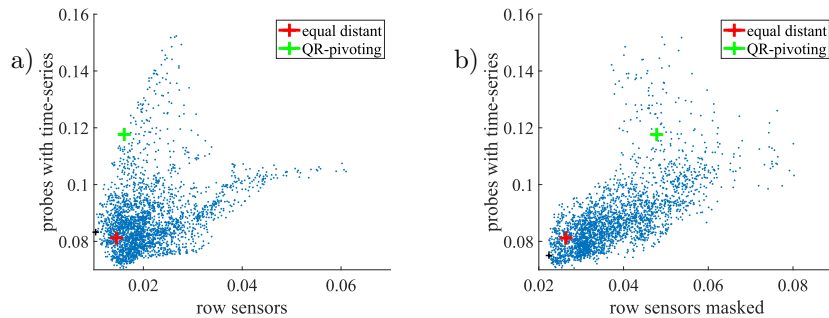 a)
probes with time-series
0.16
0.14
0.12
0.1
0.08
0.02
0.04
0.06
row sensors
equal distant
QR-pivoting
b)
probes with time-series
0.16
0.14
0.12
0.1
0.08
0.02
0.04
0.06
0.08
row sensors masked
equal distant
QR-pivoting